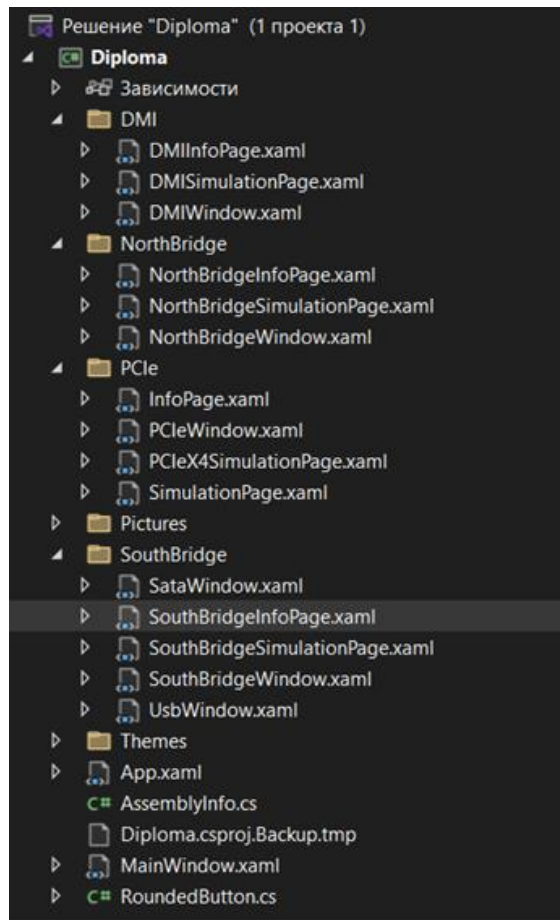 Решение "Diploma" (1 проекта 1)
C# Diploma
Зависимости
DMI
DMIInfoPage.xaml
DMISimulationPage.xaml
DMIWindow.xaml
NorthBridge
NorthBridgeInfoPage.xaml
NorthBridgeSimulationPage.xaml
NorthBridgeWindow.xaml
PCIe
InfoPage.xaml
PCIeWindow.xaml
PCIeX4SimulationPage.xaml
SimulationPage.xaml
Pictures
SouthBridge
SataWindow.xaml
SouthBridgeInfoPage.xaml
SouthBridgeSimulationPage.xaml
SouthBridgeWindow.xaml
UsbWindow.xaml
Themes
App.xaml
C# AssemblyInfo.cs
Diploma.csproj.Backup.tmp
MainWindow.xaml
C# RoundedButton.cs